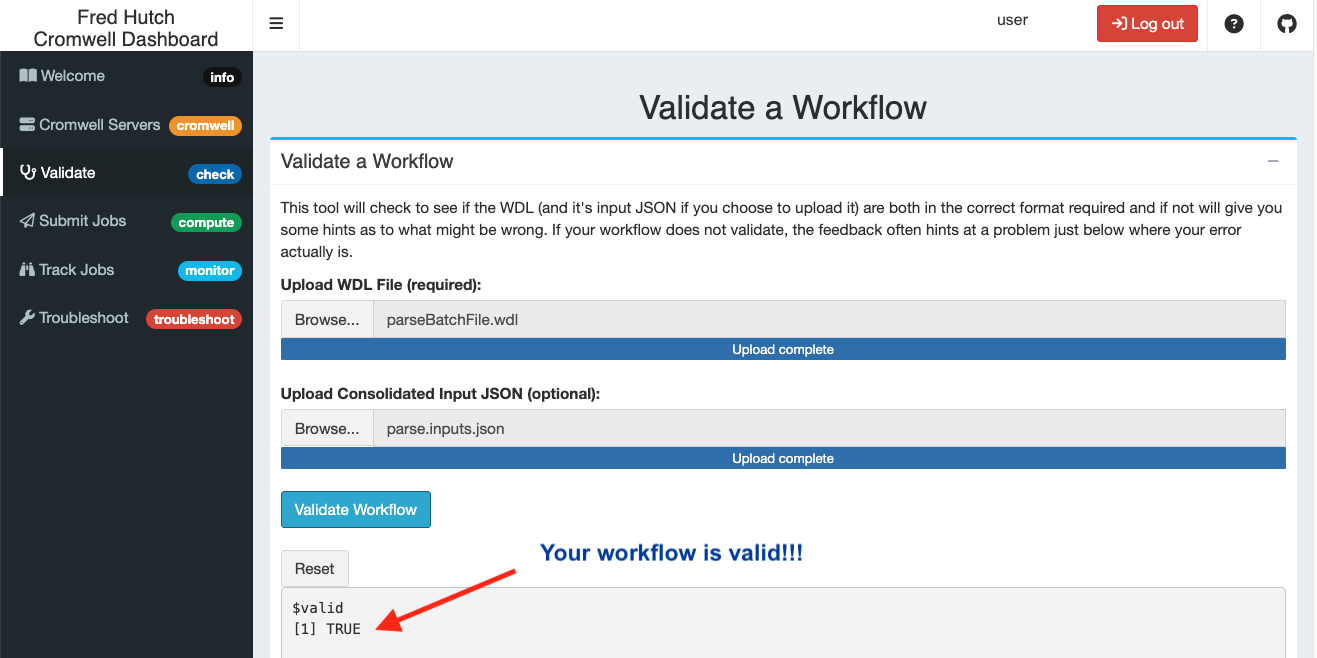 Fred Hutch
Cromwell Dashboard
user
Log out
Welcome
info
Cromwell Servers
cromwell
Validate
check
Submit Jobs
compute
Track Jobs
monitor
Troubleshoot
troubleshoot
Validate a Workflow
Validate a Workflow
This tool will check to see if the WDL (and it's input JSON if you choose to upload it) are both in the correct format required and if not will give you
some hints as to what might be wrong. If your workflow does not validate, the feedback often hints at a problem just below where your error
actually is.
Upload WDL File (required):
Browse... parseBatchFile.wdl
Upload complete
Upload Consolidated Input JSON (optional):
Browse... parse.inputs.json
Upload complete
Validate Workflow
Your workflow is valid!!!
Reset
$valid
[1] TRUE